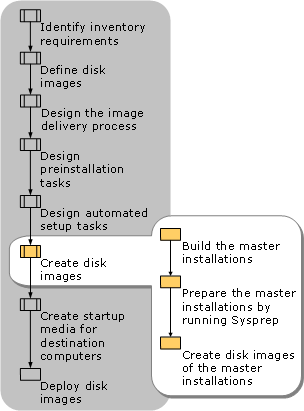 Identify inventory
requirements
Define disk
images
Design the image
delivery process
Design
preinstallation
tasks
Design automated
setup tasks
Create disk
images
Create startup
media for
destination
computers
Deploy disk
images
Build the master
installations
Prepare the master
installations by
running Sysprep
Create disk images
of the master
installations